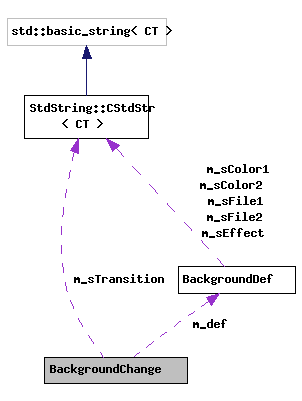 std::basic_string< CT >
StdString::CStdStr
< CT >
m_sColor1
m_sColor2
m_sFile1
m_sFile2
m_sEffect
m_sTransition
BackgroundDef
m_def
BackgroundChange